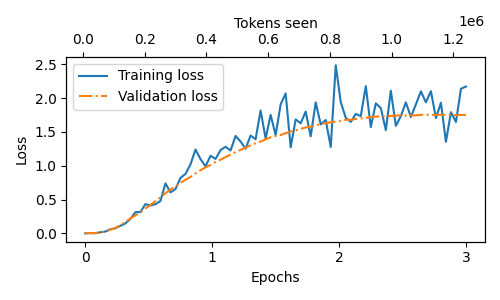 Tokens seen
0.0 0.2 0.4 0.6 0.8 1.0 1.2
1e6
2.5
2.0
1.5
1.0
0.5
0.0
Loss
Training loss
Validation loss
0 1 2 3
Epochs